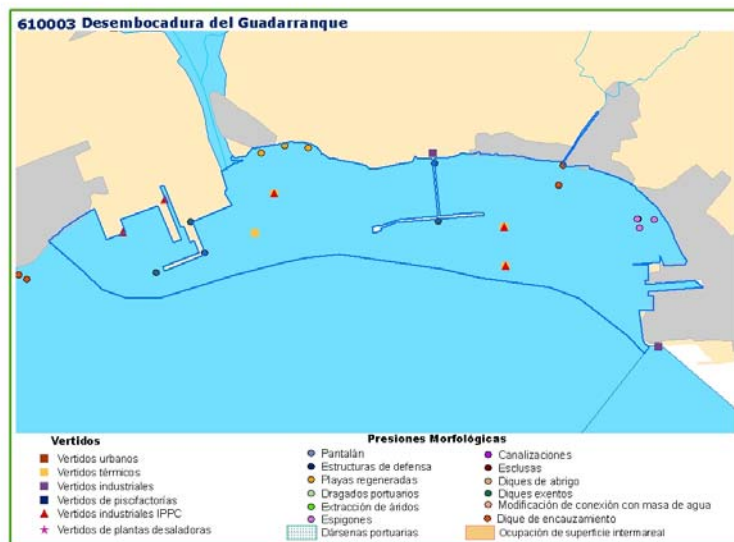 610003 Desembocadura del Guadarranque
Vertidos
Vertidos urbanos
Vertidos térmicos
Vertidos industriales
Vertidos de piscifactorías
Vertidos industriales IPPC
Vertidos de plantas desaladoras
Presiones Morfológicas
Pantalán
Estructuras de defensa
Playas regeneradas
Dragados portuarios
Extracción de áridos
Espigones
Dársenas portuarias
Canalizaciones
Esclusas
Diques de abrigo
Diques exentos
Modificación de conexión con masa de agua
Dique de encauzamiento
Ocupación de superficie intermareal